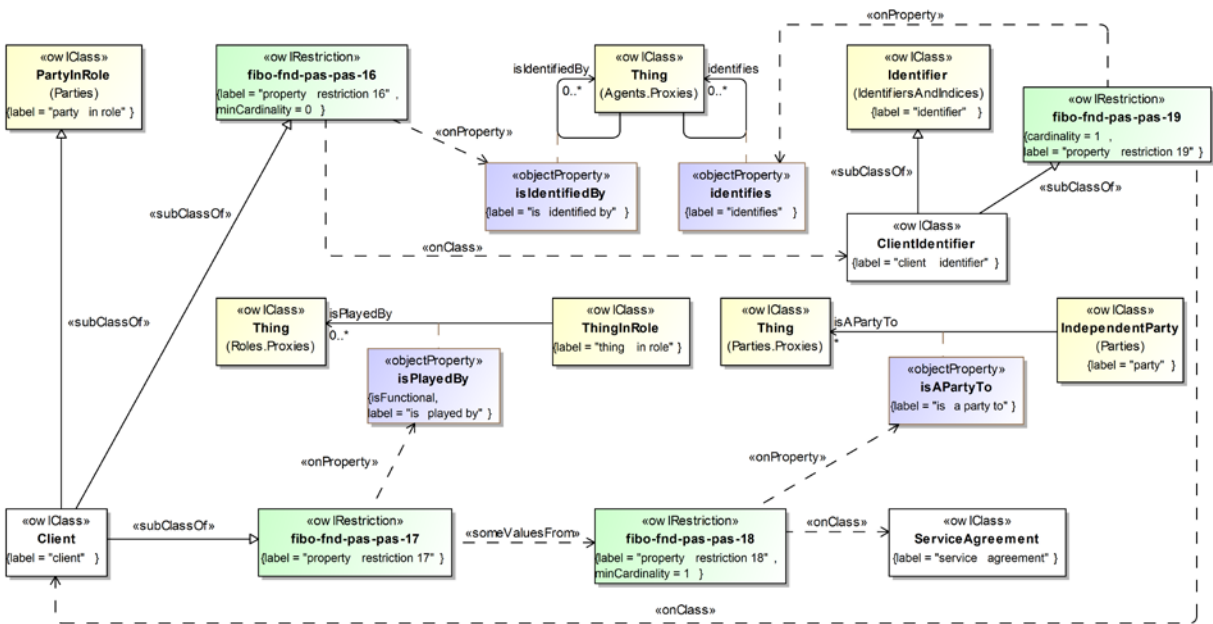 «onProperty»
«owlClass»
PartyInRole
(Parties)
{label = "party in role" }
«owlRestriction»
fibo-fnd-pas-pas-16
{label = "property restriction 16" ,
minCardinality = 0 }
isIdentifiedBy
0..*
«owlClass»
Thing
(Agents.Proxies)
identifies
0..*
«owlClass»
Identifier
(IdentifiersAndIndices)
{label = "identifier" }
«owlRestriction»
fibo-fnd-pas-pas-19
{cardinality = 1 ,
label = "property restriction 19" }
«onProperty»
«objectProperty»
isIdentifiedBy
{label = "is identified by" }
«objectProperty»
identifies
{label = "identifies" }
«subClassOf»
«subClassOf»
«subClassOf»
«onClass»
«owlClass»
ClientIdentifier
{label = "client identifier" }
«subClassOf»
«owlClass»
Thing
(Roles.Proxies)
isPlayedBy
0..*
«owlClass»
ThingInRole
{label = "thing in role" }
«owlClass»
Thing
(Parties.Proxies)
isAPartyTo
*
«owlClass»
IndependentParty
(Parties)
{label = "party" }
«objectProperty»
isPlayedBy
{isFunctional,
label = "is played by" }
«objectProperty»
isAPartyTo
{label = "is a party to" }
«onProperty»
«onProperty»
«owlClass»
Client
{label = "client" }
«subClassOf»
«owlRestriction»
fibo-fnd-pas-pas-17
{label = "property restriction 17" }
«someValuesFrom»
«owlRestriction»
fibo-fnd-pas-pas-18
{label = "property restriction 18" ,
minCardinality = 1 }
«onClass»
«owlClass»
ServiceAgreement
{label = "service agreement" }
«onClass»